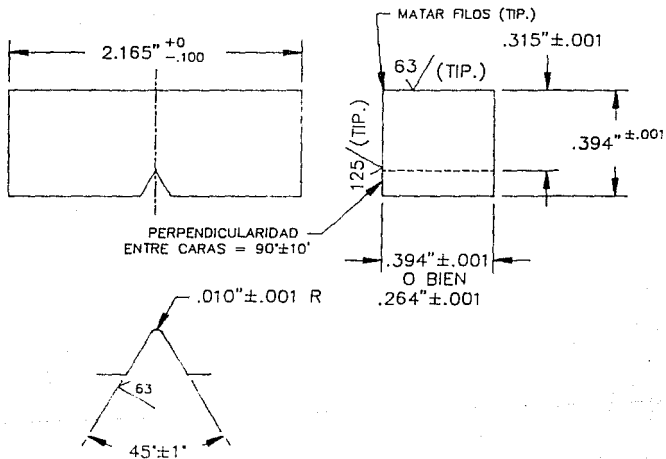 MATAR FILOS (TIP.)
2.165" +0 -.100
.315"±.001
63 (TIP.)
125 (TIP.)
.394"±.001
PERPENDICULARIDAD
ENTRE CARAS = 90°±10'
.394"±.001
O BIEN
.264"±.001
.010"±.001 R
63
45°±1°